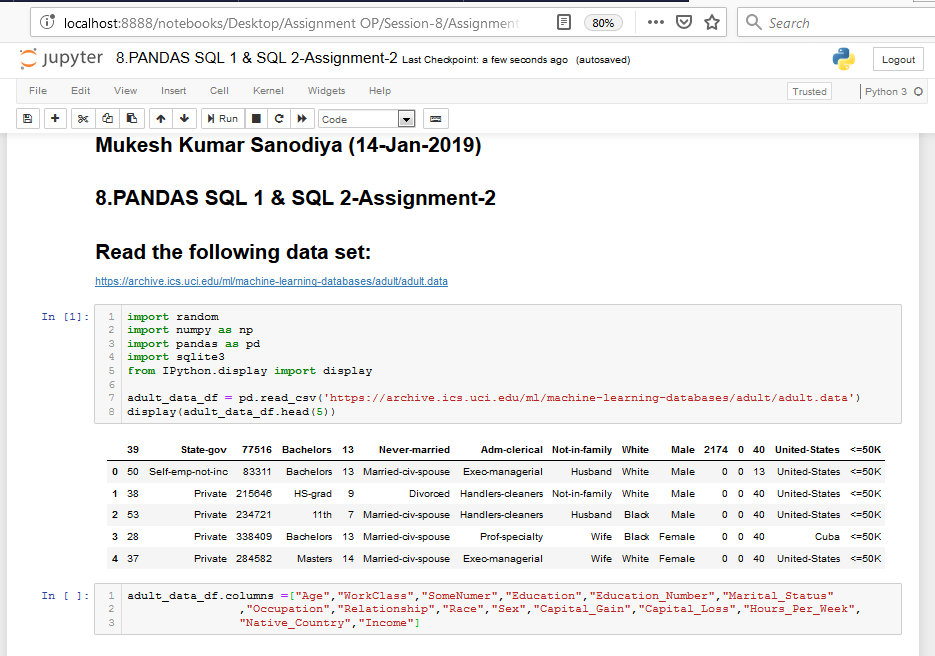 localhost:8888/notebooks/Desktop/Assignment OP/Session-8/Assignment 80% Search
jupyter 8.PANDAS SQL 1 & SQL 2-Assignment-2 Last Checkpoint: a few seconds ago (autosaved) Logout
File Edit View Insert Cell Kernel Widgets Help Trusted Python 3
Run Code
Mukesh Kumar Sanodiya (14-Jan-2019)
8.PANDAS SQL 1 & SQL 2-Assignment-2
Read the following data set:
https://archive.ics.uci.edu/ml/machine-learning-databases/adult/adult.data
In [1]: 1 import random
2 import numpy as np
3 import pandas as pd
4 import sqlite3
5 from IPython.display import display
6
7 adult_data_df = pd.read_csv('https://archive.ics.uci.edu/ml/machine-learning-databases/adult/adult.data')
8 display(adult_data_df.head(5))
39 State-gov 77516 Bachelors 13 Never-married Adm-clerical Not-in-family White Male 2174 0 40 United-States <=50K
0 50 Self-emp-not-inc 83311 Bachelors 13 Married-civ-spouse Exec-managerial Husband White Male 0 0 13 United-States <=50K
1 38 Private 215646 HS-grad 9 Divorced Handlers-cleaners Not-in-family White Male 0 0 40 United-States <=50K
2 53 Private 234721 11th 7 Married-civ-spouse Handlers-cleaners Husband Black Male 0 0 40 United-States <=50K
3 28 Private 338409 Bachelors 13 Married-civ-spouse Prof-specialty Wife Black Female 0 0 40 Cuba <=50K
4 37 Private 284582 Masters 14 Married-civ-spouse Exec-managerial Wife White Female 0 0 40 United-States <=50K
In [ ]: 1 adult_data_df.columns =["Age","WorkClass","SomeNumer","Education","Education_Number","Marital_Status"
2 ,"Occupation","Relationship","Race","Sex","Capital_Gain","Capital_Loss","Hours_Per_Week",
3 "Native_Country","Income"]